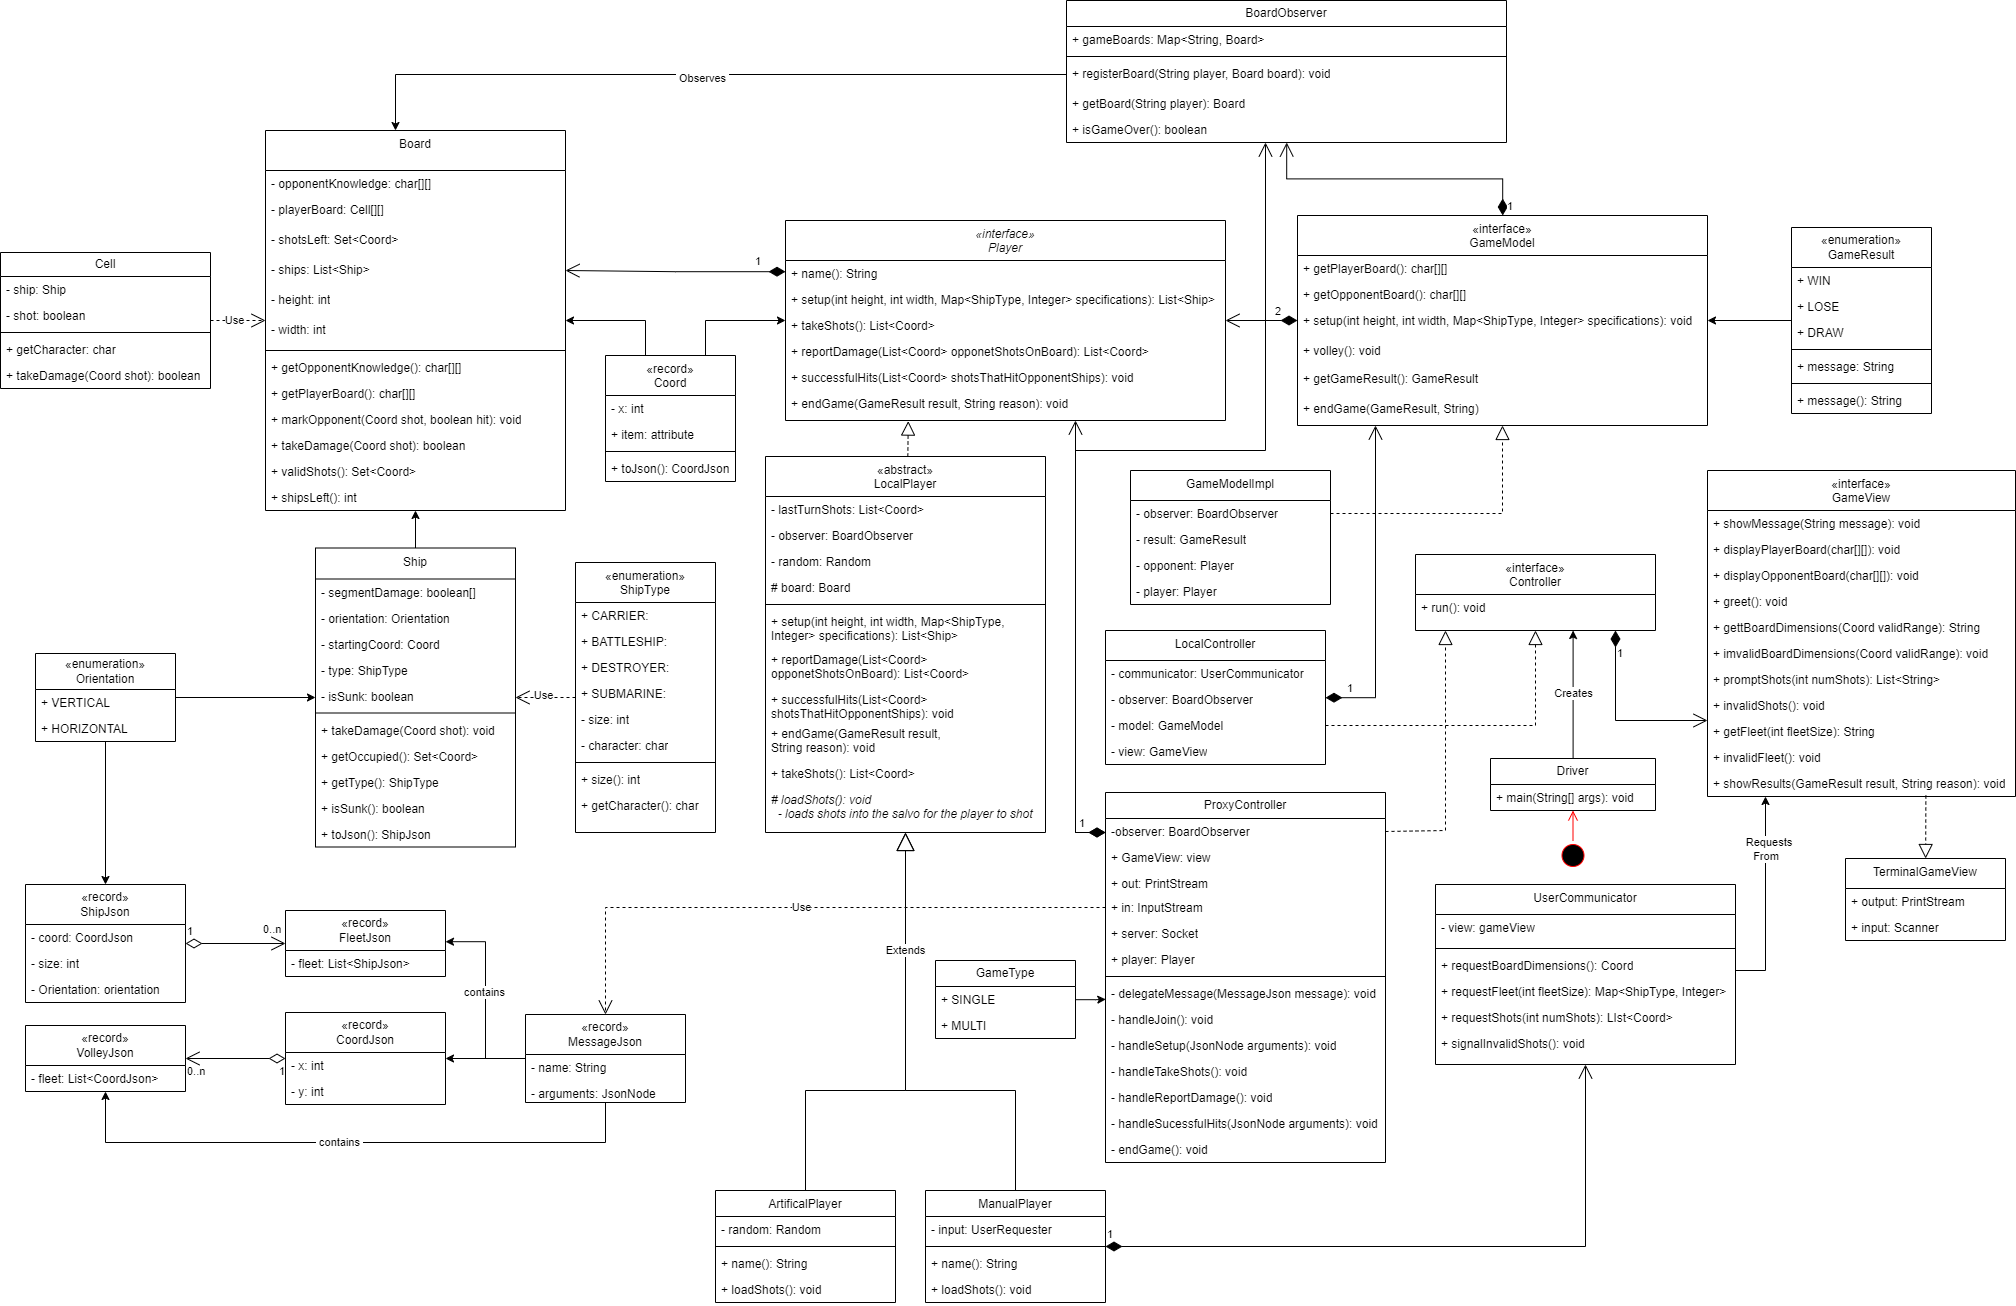 BoardObserver
+ gameBoards: Map<String, Board>
+ registerBoard(String player, Board board): void
+ getBoard(String player): Board
+ isGameOver(): boolean
Observes
Board
- opponentKnowledge: char[][]
- playerBoard: Cell[][]
- shotsLeft: Set<Coord>
- ships: List<Ship>
- height: int
- width: int
+ getOpponentKnowledge(): char[][]
+ getPlayerBoard(): char[][]
+ markOpponent(Coord shot, boolean hit): void
+ takeDamage(Coord shot): boolean
+ validShots(): Set<Coord>
+ shipsLeft(): int
Cell
- ship: Ship
- shot: boolean
+ getCharacter: char
+ takeDamage(Coord shot): boolean
Use
«record»
Coord
- x: int
+ item: attribute
+ toJson(): CoordJson
1
«interface»
Player
+ name(): String
+ setup(int height, int width, Map<ShipType, Integer> specifications): List<Ship>
+ takeShots(): List<Coord>
+ reportDamage(List<Coord> opponetShotsOnBoard): List<Coord>
+ successfulHits(List<Coord> shotsThatHitOpponentShips): void
+ endGame(GameResult result, String reason): void
2
1
«interface»
GameModel
+ getPlayerBoard(): char[][]
+ getOpponentBoard(): char[][]
+ setup(int height, int width, Map<ShipType, Integer> specifications): void
+ volley(): void
+ getGameResult(): GameResult
+ endGame(GameResult, String)
«enumeration»
GameResult
+ WIN
+ LOSE
+ DRAW
+ message: String
+ message(): String
«abstract»
LocalPlayer
- lastTurnShots: List<Coord>
- observer: BoardObserver
- random: Random
# board: Board
+ setup(int height, int width, Map<ShipType,
Integer> specifications): List<Ship>
+ reportDamage(List<Coord>
opponetShotsOnBoard): List<Coord>
+ successfulHits(List<Coord>
shotsThatHitOpponentShips): void
+ endGame(GameResult result,
String reason): void
+ takeShots(): List<Coord>
# loadShots(): void
- loads shots into the salvo for the player to shot
GameModelImpl
- observer: BoardObserver
- result: GameResult
- opponent: Player
- player: Player
«interface»
Controller
+ run(): void
1
«interface»
GameView
+ showMessage(String message): void
+ displayPlayerBoard(char[][]): void
+ displayOpponentBoard(char[][]): void
+ greet(): void
+ gettBoardDimensions(Coord validRange): String
+ imvalidBoardDimensions(Coord validRange): void
+ promptShots(int numShots): List<String>
+ invalidShots(): void
+ getFleet(int fleetSize): String
+ invalidFleet(): void
+ showResults(GameResult result, String reason): void
Ship
- segmentDamage: boolean[]
- orientation: Orientation
- startingCoord: Coord
- type: ShipType
- isSunk: boolean
+ takeDamage(Coord shot): void
+ getOccupied(): Set<Coord>
+ getType(): ShipType
+ isSunk(): boolean
+ toJson(): ShipJson
«enumeration»
ShipType
+ CARRIER:
+ BATTLESHIP:
+ DESTROYER:
+ SUBMARINE:
- size: int
- character: char
+ size(): int
+ getCharacter(): char
Use
«enumeration»
Orientation
+ VERTICAL
+ HORIZONTAL
LocalController
- communicator: UserCommunicator
- observer: BoardObserver
- model: GameModel
- view: GameView
1
Creates
Driver
+ main(String[] args): void
ProxyController
-observer: BoardObserver
+ GameView: view
+ out: PrintStream
+ in: InputStream
+ server: Socket
+ player: Player
- delegateMessage(MessageJson message): void
- handleJoin(): void
- handleSetup(JsonNode arguments): void
- handleTakeShots(): void
- handleReportDamage(): void
- handleSucessfulHits(JsonNode arguments): void
- endGame(): void
1
Requests
From
TerminalGameView
+ output: PrintStream
+ input: Scanner
UserCommunicator
- view: gameView
+ requestBoardDimensions(): Coord
+ requestFleet(int fleetSize): Map<ShipType, Integer>
+ requestShots(int numShots): LIst<Coord>
+ signalInvalidShots(): void
«record»
ShipJson
- coord: CoordJson
- size: int
- Orientation: orientation
1
0..n
«record»
FleetJson
- fleet: List<ShipJson>
contains
Use
Extends
GameType
+ SINGLE
+ MULTI
«record»
VolleyJson
- fleet: List<CoordJson>
0..n
1
«record»
CoordJson
- x: int
- y: int
«record»
MessageJson
- name: String
- arguments: JsonNode
contains
ArtificalPlayer
- random: Random
+ name(): String
+ loadShots(): void
ManualPlayer
- input: UserRequester
+ name(): String
+ loadShots(): void
1